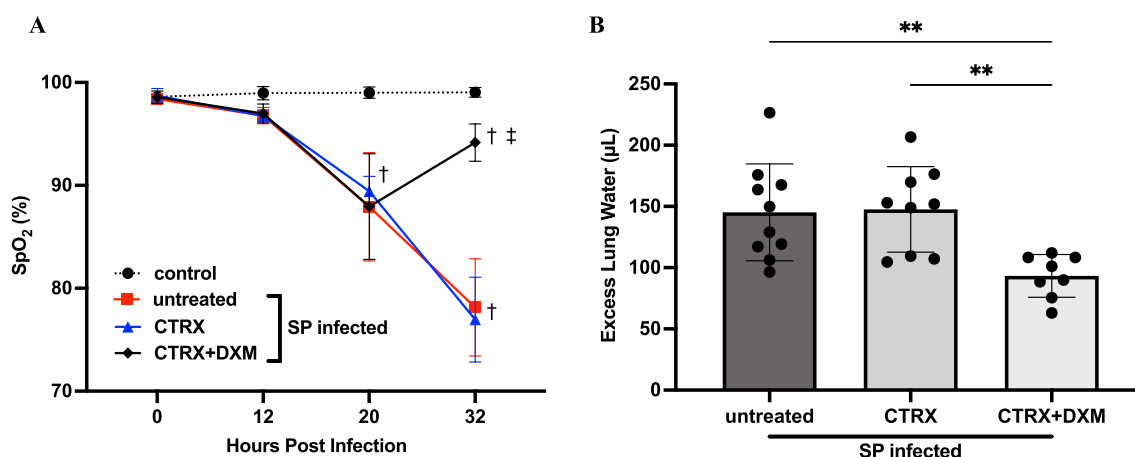 A
SpO2 (%)
100
90
80
70
0
12
20
32
Hours Post Infection
control
untreated
CTRX
CTRX+DXM
SP infected
†
† ‡
†
B
**
**
Excess Lung Water (μL)
250
200
150
100
50
0
untreated
CTRX
CTRX+DXM
SP infected